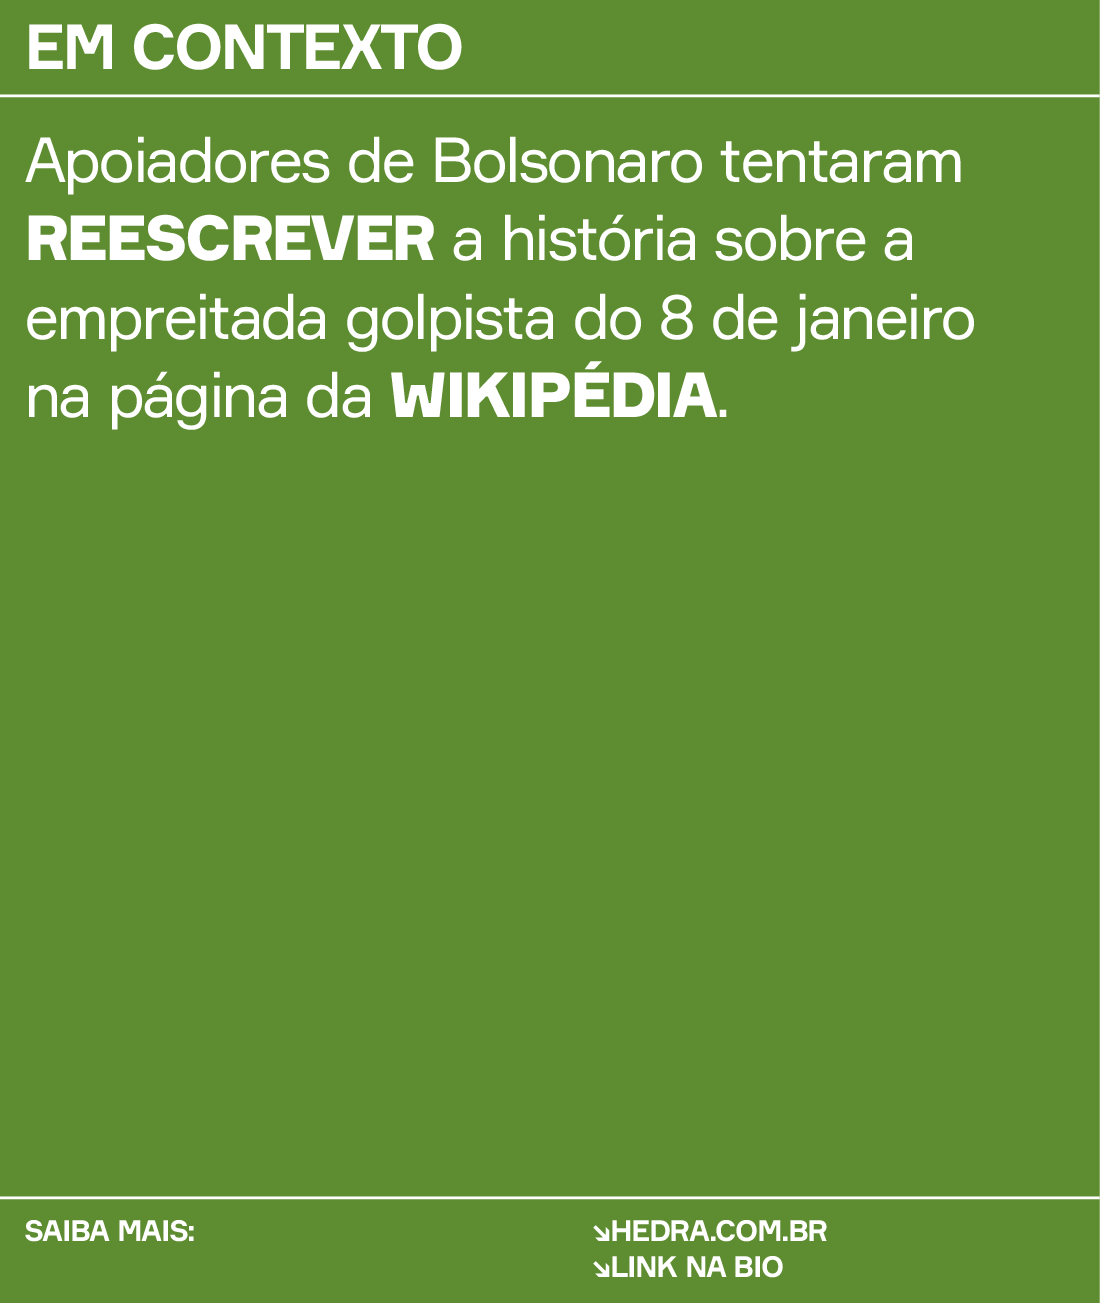 EM CONTEXTO
Apoiadores de Bolsonaro tentaram
REESCREVER a história sobre a
empreitada golpista do 8 de janeiro
na página da WIKIPÉDIA.
SAIBA MAIS:
↘HEDRA.COM.BR
↘LINK NA BIO